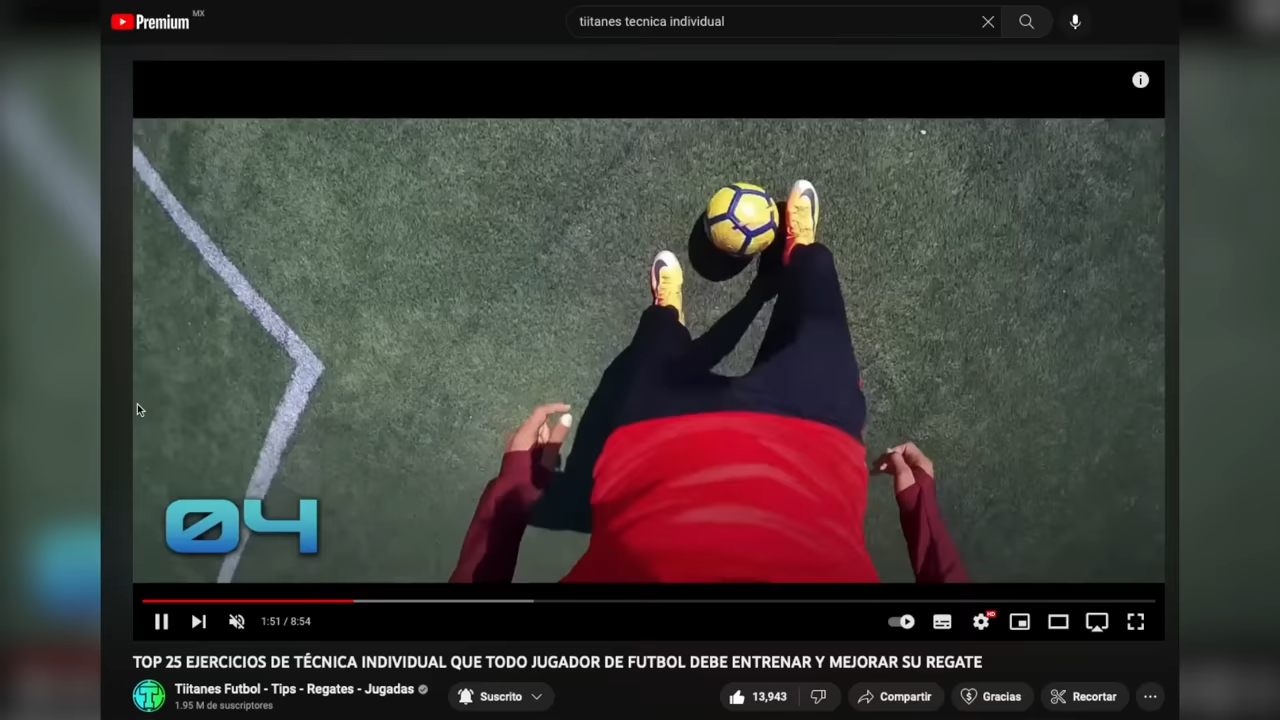 Premium MX
tiitanes tecnica individual
04
1:51 / 8:54
HD
TOP 25 EJERCICIOS DE TÉCNICA INDIVIDUAL QUE TODO JUGADOR DE FUTBOL DEBE ENTRENAR Y MEJORAR SU REGATE
Tiitanes Futbol - Tips - Regates - Jugadas
1.95 M de suscriptores
Suscrito
13,943
Compartir
Gracias
Recortar